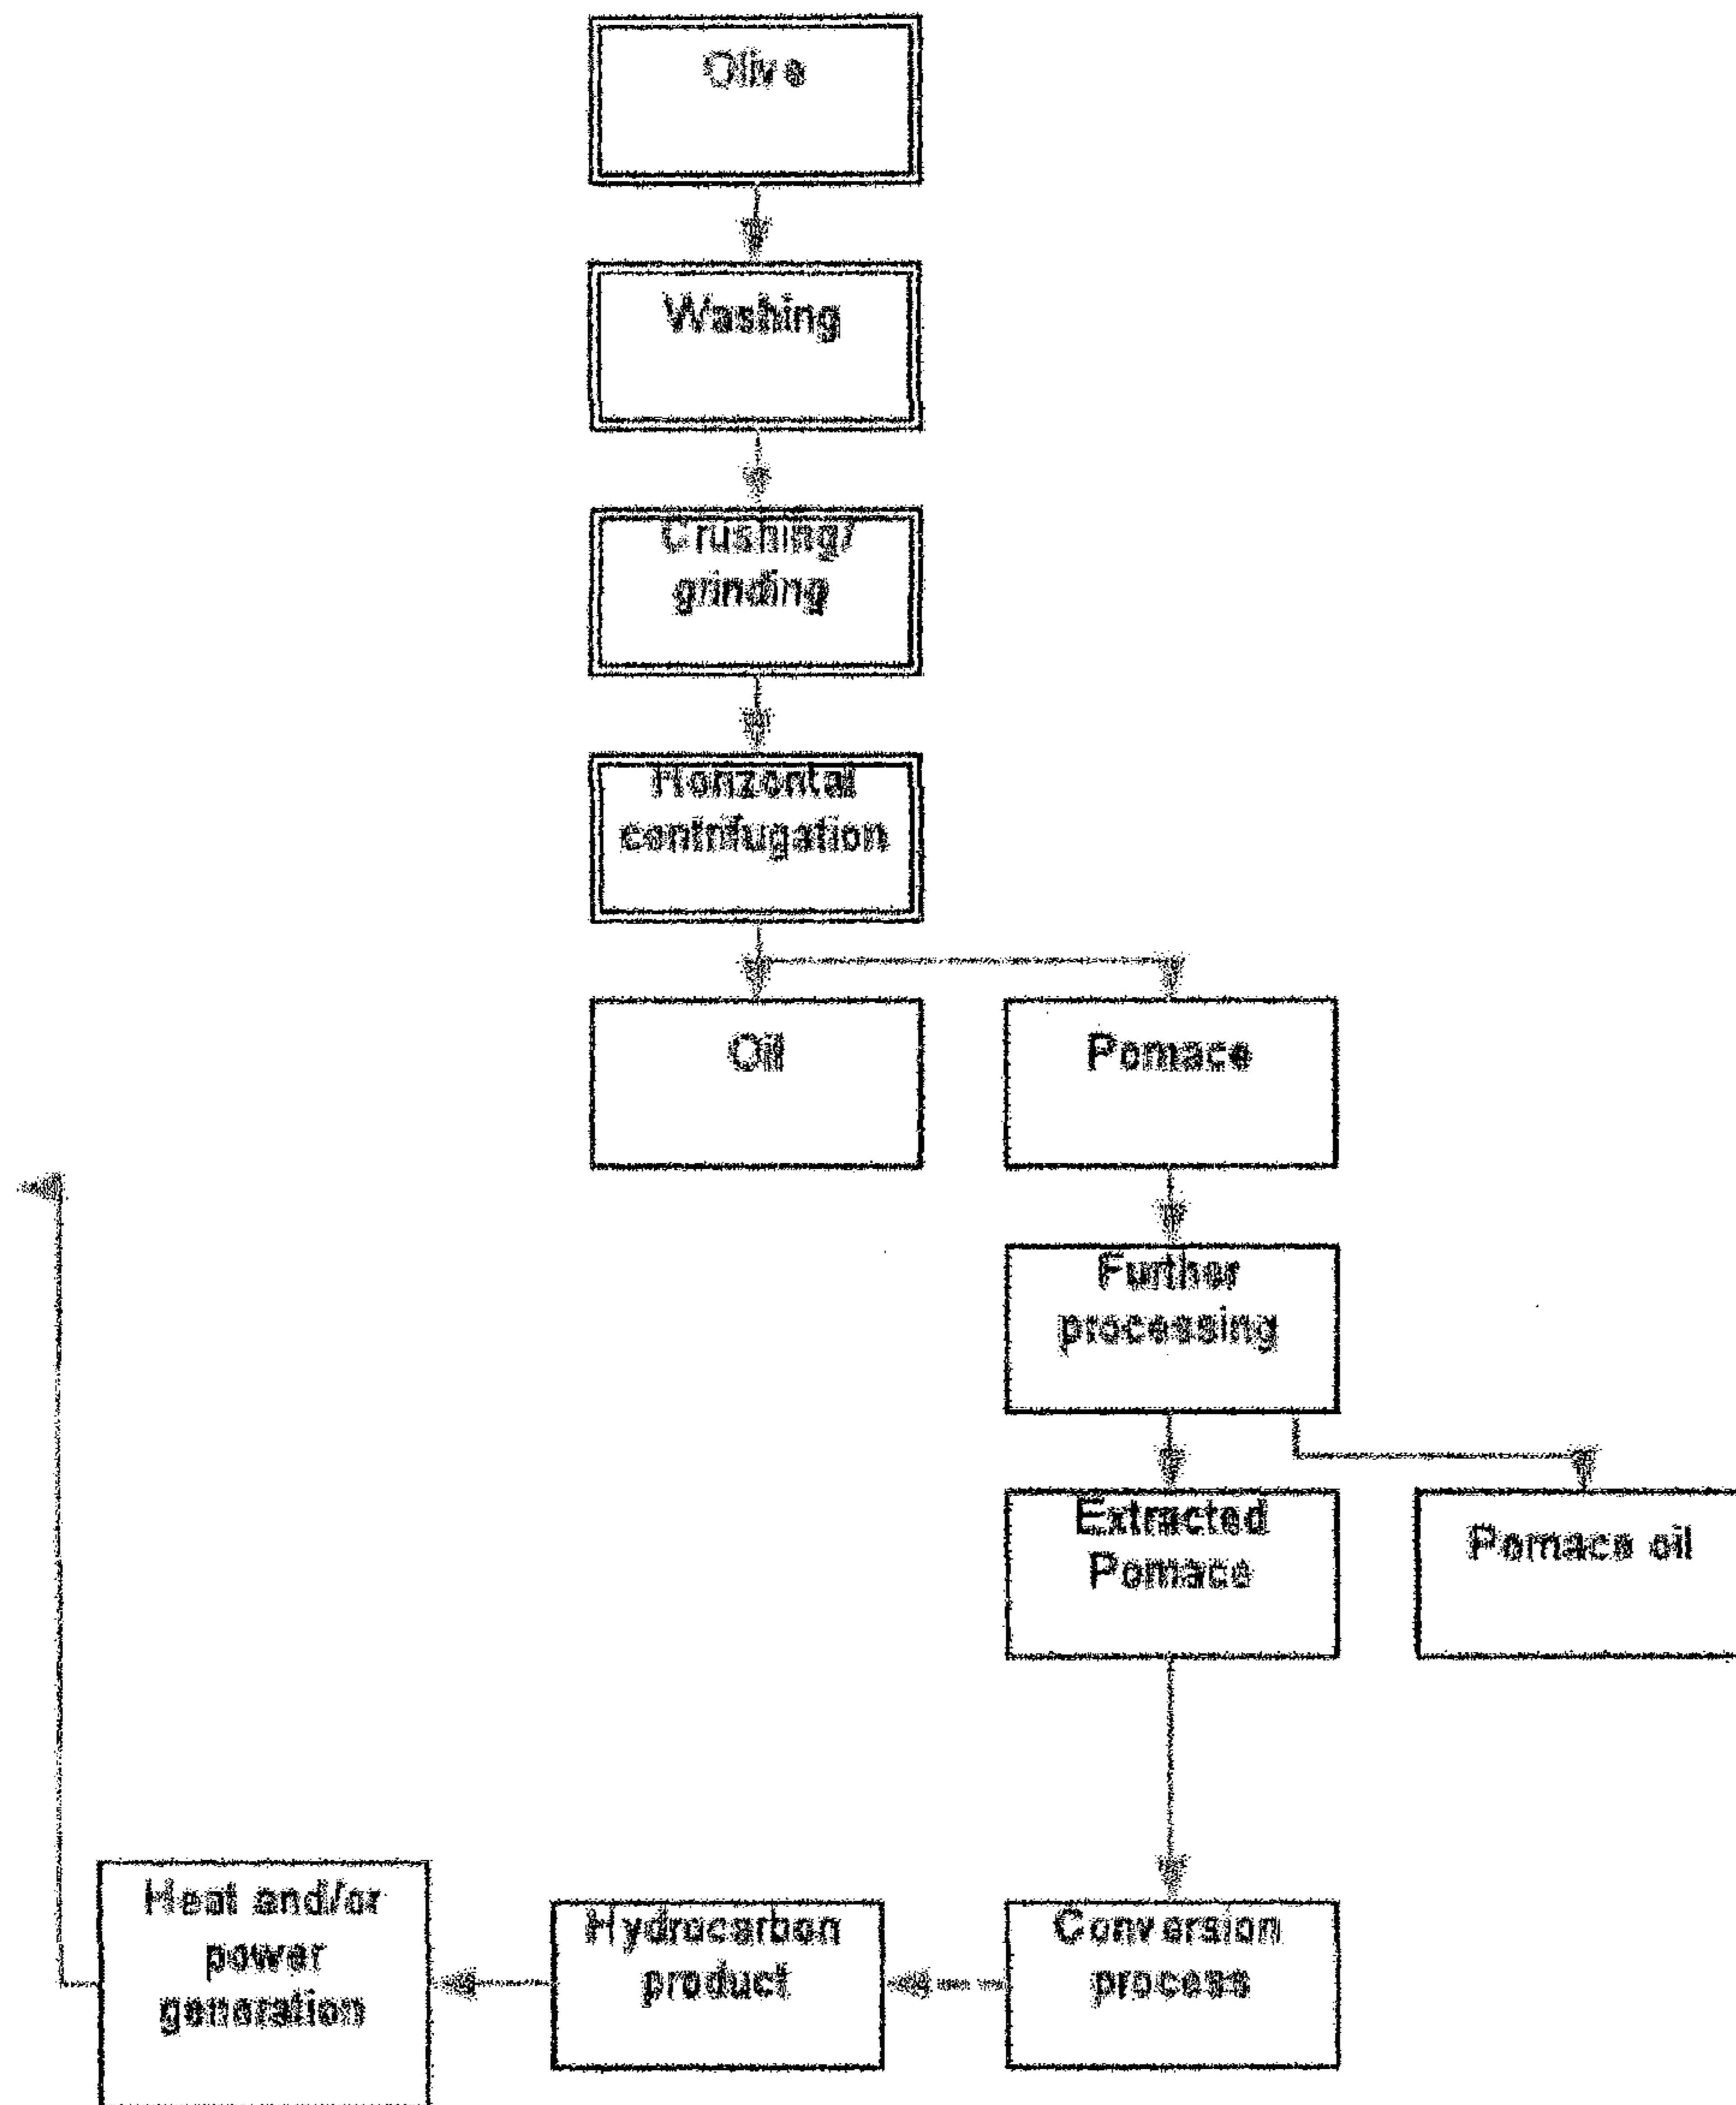 Olive
Washing
Crushing/
grinding
Horizontal
centrifugation
Oil
Pomace
Further
processing
Extracted
Pomace
Pomace oil
Heat and/or
power
generation
Hydrocarbon
product
Conversion
process